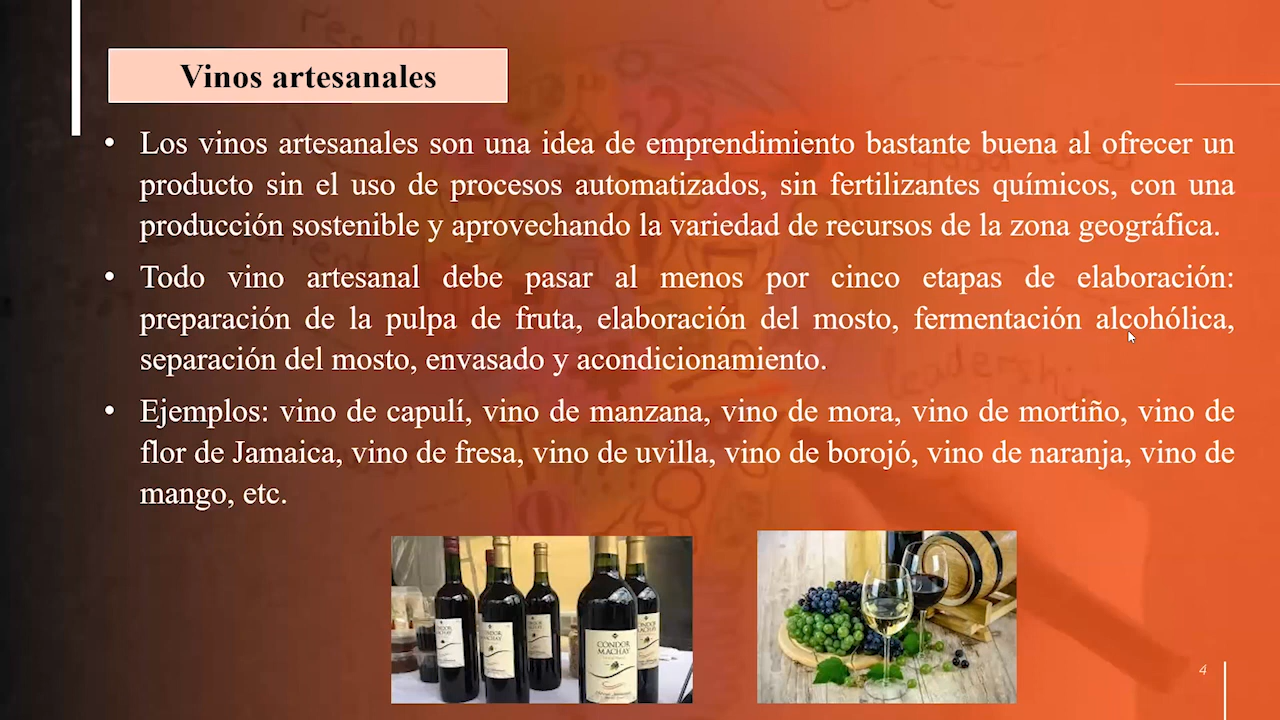 Vinos artesanales
• Los vinos artesanales son una idea de emprendimiento bastante buena al ofrecer un
producto sin el uso de procesos automatizados, sin fertilizantes químicos, con una
producción sostenible y aprovechando la variedad de recursos de la zona geográfica.
• Todo vino artesanal debe pasar al menos por cinco etapas de elaboración:
preparación de la pulpa de fruta, elaboración del mosto, fermentación alcohólica,
separación del mosto, envasado y acondicionamiento.
• Ejemplos: vino de capulí, vino de manzana, vino de mora, vino de mortiño, vino de
flor de Jamaica, vino de fresa, vino de uvilla, vino de borojó, vino de naranja, vino de
mango, etc.
CONDOR
MACHAY
leadership
4